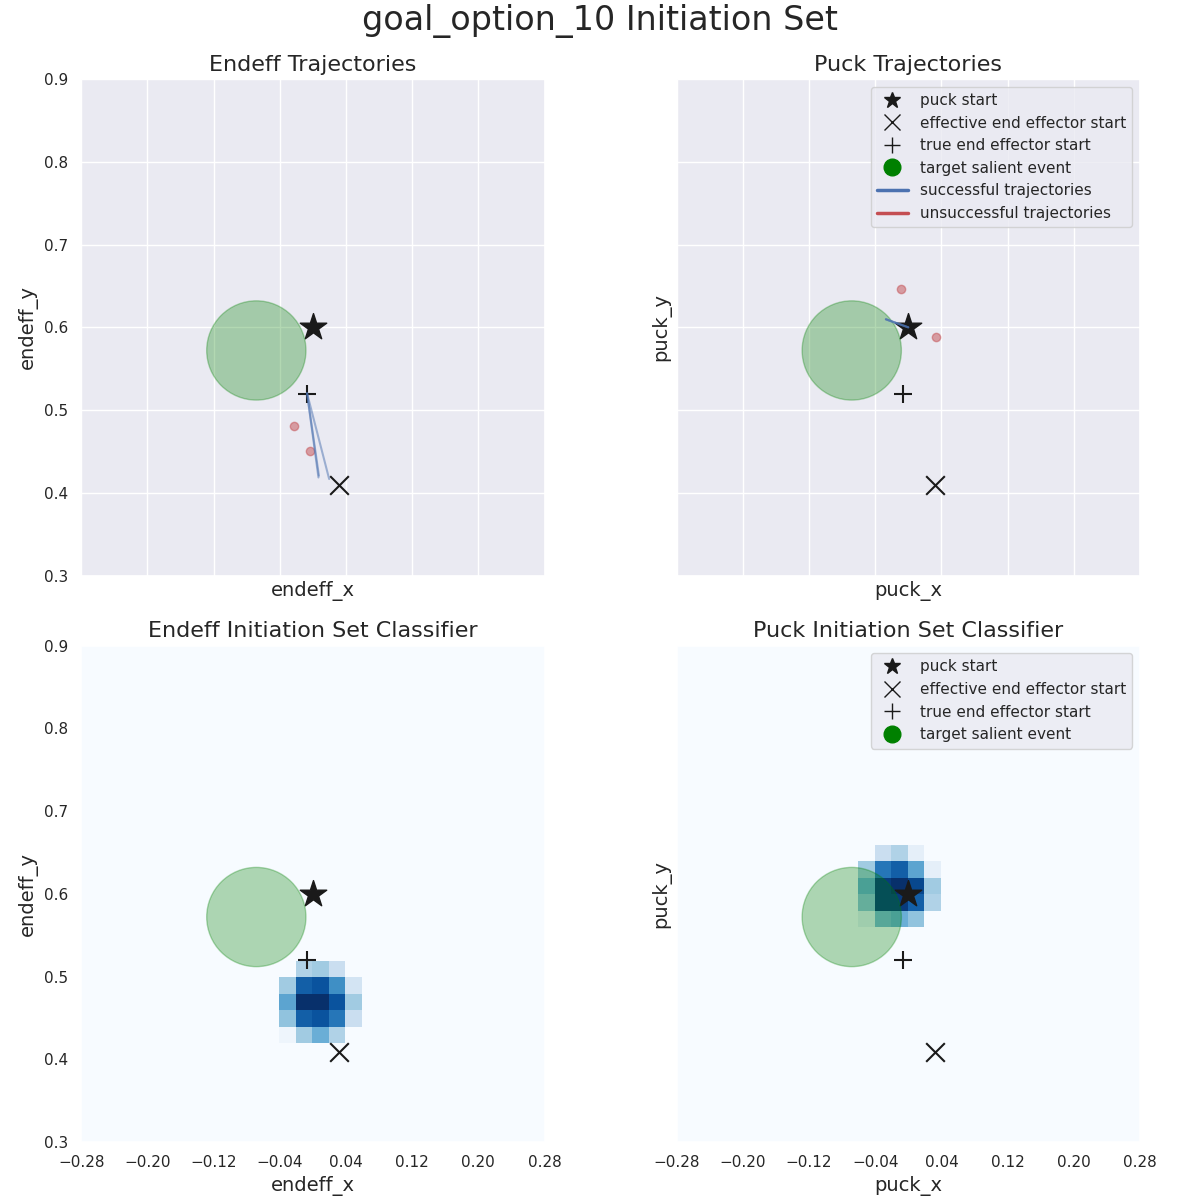 goal_option_10 Initiation Set
Endeff Trajectories
0.9
0.8
0.7
0.6
0.5
0.4
0.3
endeff_y
endeff_x
Puck Trajectories
puck start
effective end effector start
true end effector start
target salient event
successful trajectories
unsuccessful trajectories
puck_y
puck_x
Endeff Initiation Set Classifier
0.9
0.8
0.7
0.6
0.5
0.4
0.3
endeff_y
−0.28 −0.20 −0.12 −0.04 0.04 0.12 0.20 0.28
endeff_x
Puck Initiation Set Classifier
puck start
effective end effector start
true end effector start
target salient event
puck_y
−0.28 −0.20 −0.12 −0.04 0.04 0.12 0.20 0.28
puck_x